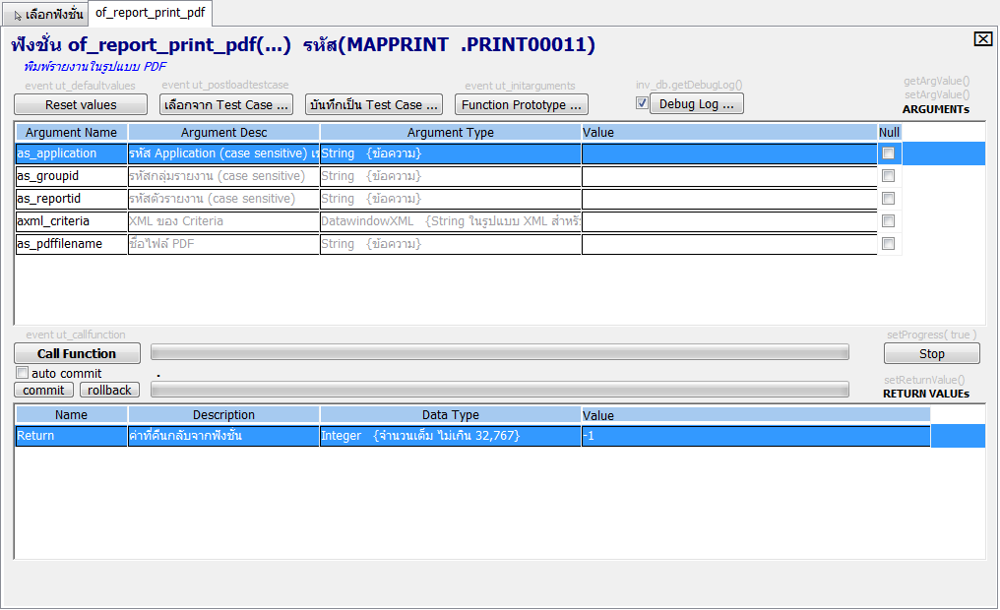 เลือกฟังชั่น of_report_print_pdf
ฟังชั่น of_report_print_pdf(...) รหัส(MAPPRINT .PRINT00011)
พิมพ์รายงานในรูปแบบ PDF
event ut_defaultvalues event ut_postloadtestcase event ut_initarguments inv_db.getDebugLog() getArgValue()
setArgValue()
Reset values เลือกจาก Test Case ... บันทึกเป็น Test Case ... Function Prototype ... Debug Log ... ARGUMENTs
Argument Name Argument Desc Argument Type Value Null
as_application รหัส Application (case sensitive) เร String {ข้อความ}
as_groupid รหัสกลุ่มรายงาน (case sensitive) String {ข้อความ}
as_reportid รหัสตัวรายงาน (case sensitive) String {ข้อความ}
axml_criteria XML ของ Criteria DatawindowXML {String ในรูปแบบ XML สำหรั
as_pdffilename ชื่อไฟล์ PDF String {ข้อความ}
event ut_callfunction setProgress( true )
Call Function Stop
auto commit .
setReturnValue()
commit rollback RETURN VALUEs
Name Description Data Type Value
Return ค่าที่คืนกลับจากฟังชั่น Integer {จำนวนเต็ม ไม่เกิน 32,767} -1